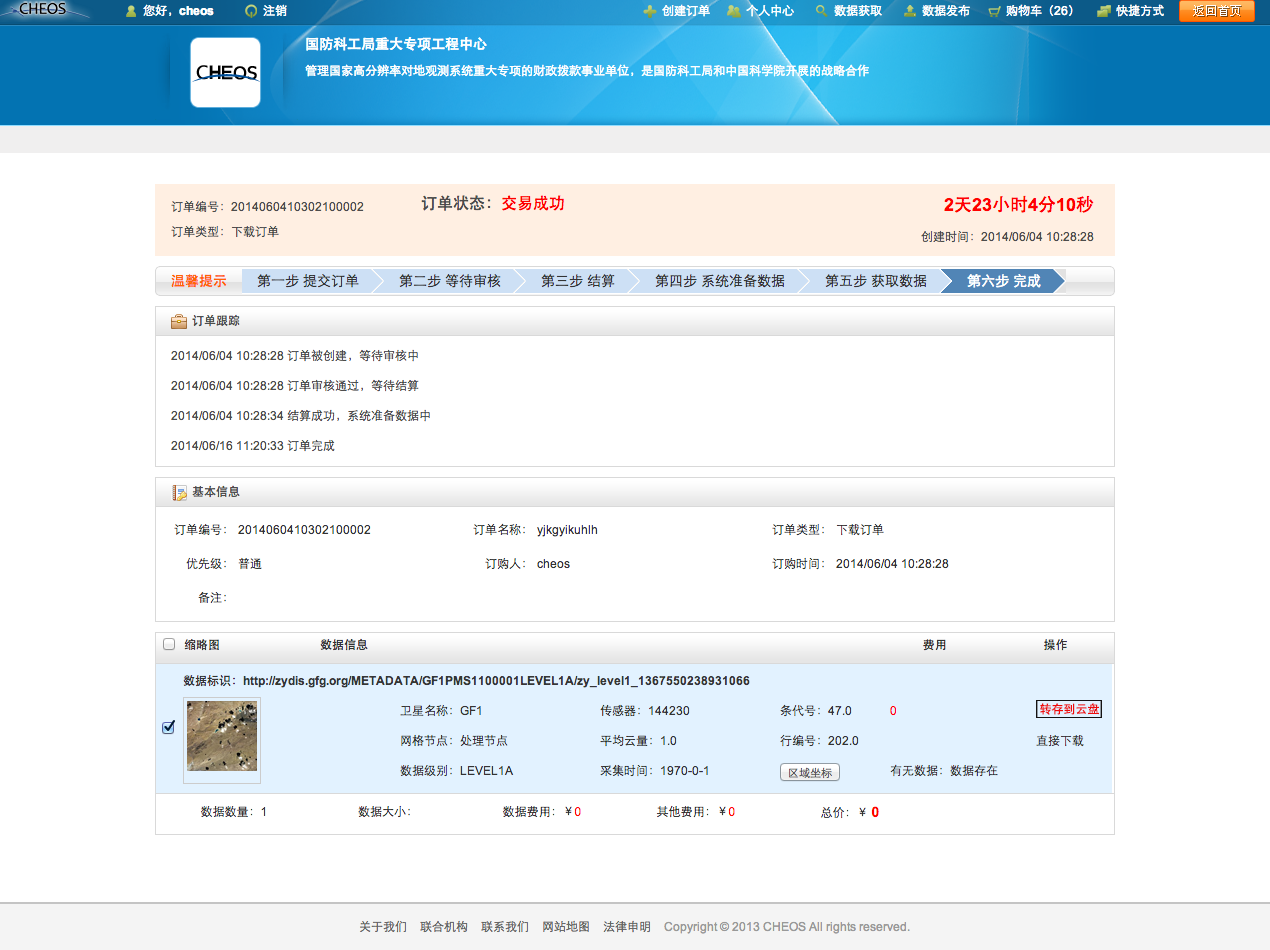 CHEOS 您好，cheos 注销 创建订单 个人中心 数据获取 数据发布 购物车（26） 快捷方式 返回首页
国防科工局重大专项工程中心
CHEOS
管理国家高分辨率对地观测系统重大专项的财政拨款事业单位，是国防科工局和中国科学院开展的战略合作
订单编号：2014060410302100002 订单状态：交易成功 2天23小时4分10秒
订单类型：下载订单 创建时间：2014/06/04 10:28:28
温馨提示 第一步 提交订单 第二步 等待审核 第三步 结算 第四步 系统准备数据 第五步 获取数据 第六步 完成
订单跟踪
2014/06/04 10:28:28 订单被创建，等待审核中
2014/06/04 10:28:28 订单审核通过，等待结算
2014/06/04 10:28:34 结算成功，系统准备数据中
2014/06/16 11:20:33 订单完成
基本信息
订单编号： 2014060410302100002 订单名称： yjkgyikuhlh 订单类型： 下载订单
优先级： 普通 订购人： cheos 订购时间： 2014/06/04 10:28:28
备注：
缩略图 数据信息 费用 操作
数据标识：http://zydis.gfg.org/METADATA/GF1PMS1100001LEVEL1A/zy_level1_1367550238931066
卫星名称：GF1 传感器：144230 条代号：47.0 0 转存到云盘
网格节点：处理节点 平均云量：1.0 行编号：202.0 直接下载
数据级别：LEVEL1A 采集时间：1970-0-1 区域坐标 有无数据：数据存在
数据数量：1 数据大小： 数据费用：￥0 其他费用：￥0 总价：￥ 0
关于我们 联合机构 联系我们 网站地图 法律申明 Copyright © 2013 CHEOS All rights reserved.